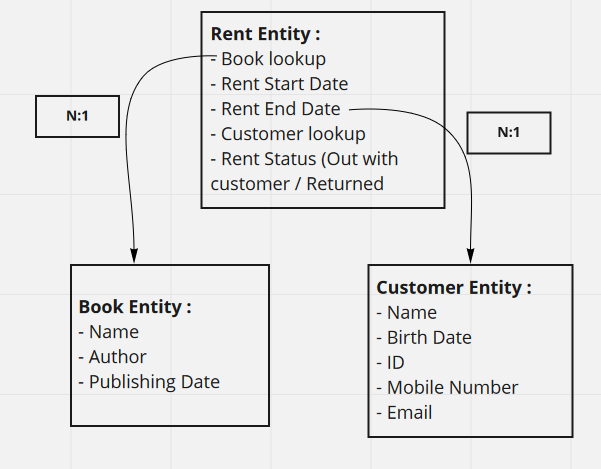 Rent Entity :
- Book lookup
- Rent Start Date
- Rent End Date
- Customer lookup
- Rent Status (Out with
customer / Returned
N:1
N:1
Book Entity :
- Name
- Author
- Publishing Date
Customer Entity :
- Name
- Birth Date
- ID
- Mobile Number
- Email